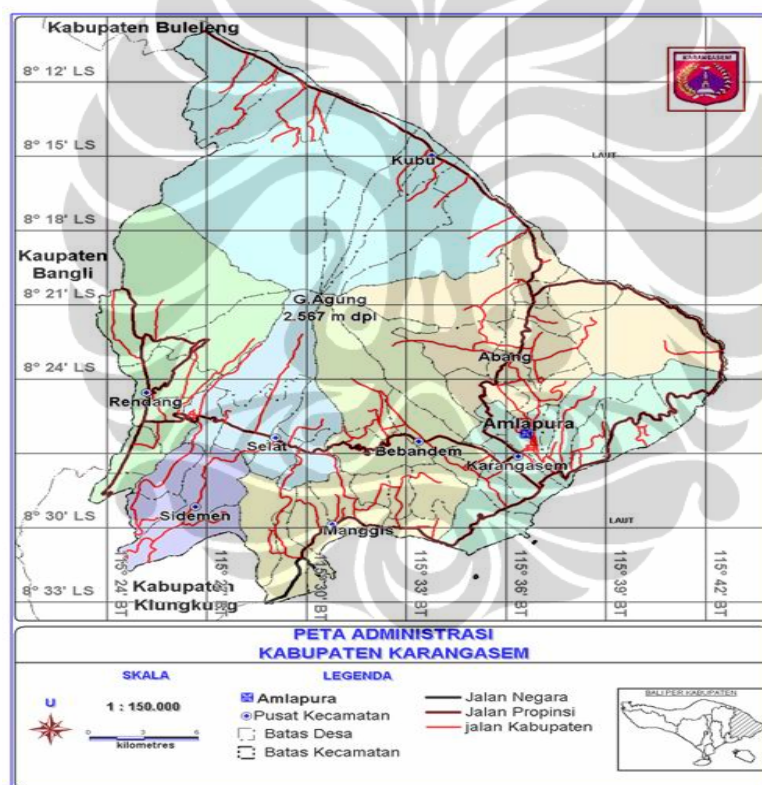 Kabupaten Buleleng
KARANGASEM
8° 12' LS
8° 15' LS
Kubu
LAUT
8° 18' LS
Kaupaten
Bangli
8° 21' LS
G.Agung
2.567 m dpl
Abang
8° 24' LS
Rendang
Amlapura
Selat
Bebandem
Karangasem
Sidemen
8° 30' LS
Manggis
LAUT
115° 24' BT
115° 30' BT
115° 33' BT
115° 36' BT
115° 39' BT
115° 42' BT
Kabupaten
Klungkung
8° 33' LS
PETA ADMINISTRASI
KABUPATEN KARANGASEM
SKALA
LEGENDA
U
1 : 150.000
0 3 6
kilometres
Amlapura
Pusat Kecamatan
Batas Desa
Batas Kecamatan
Jalan Negara
Jalan Propinsi
jalan Kabupaten
BALI PER KABUPATEN